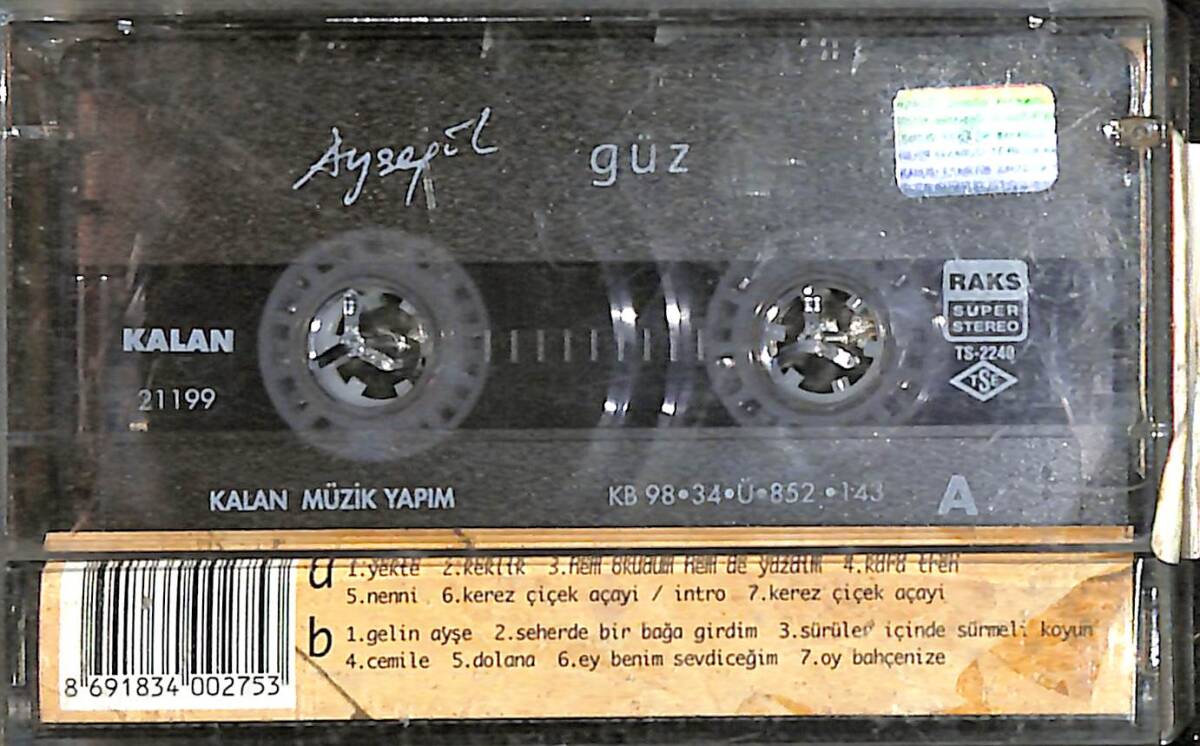 Ayşegül güz
RAKS
SUPER
STEREO
TS-2240
TSE
KALAN
21199
KALAN MÜZİK YAPIM KB 98•34•Ü•852 •143 A
a 1.yekte 2.keklik 3.hem okudum hem de yazdım 4.kara tren
5.nenni 6.kerez çiçek açayi / intro 7.kerez çiçek açayi
b 1.gelin ayşe 2.seherde bir bağa girdim 3.sürüler içinde sürmeli koyun
4.cemile 5.dolana 6.ey benim sevdiceğim 7.oy bahçenize
8 691834 002753